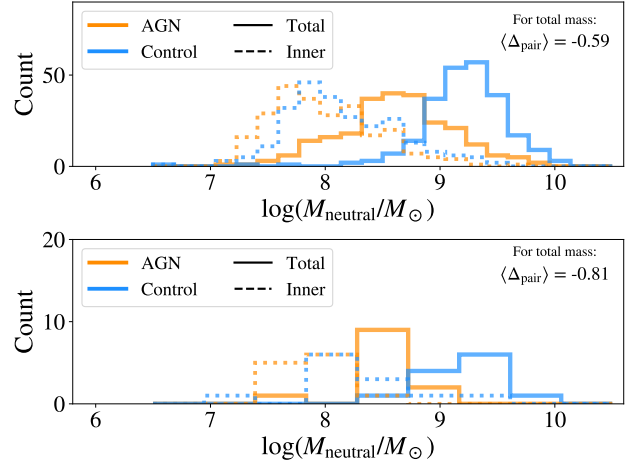 AGN
Control
Total
Inner
For total mass:
⟨Δpair⟩ = -0.59
Count
50
0
6 7 8 9 10
log(Mneutral/M⊙)
AGN
Control
Total
Inner
For total mass:
⟨Δpair⟩ = -0.81
Count
20
10
0
6 7 8 9 10
log(Mneutral/M⊙)